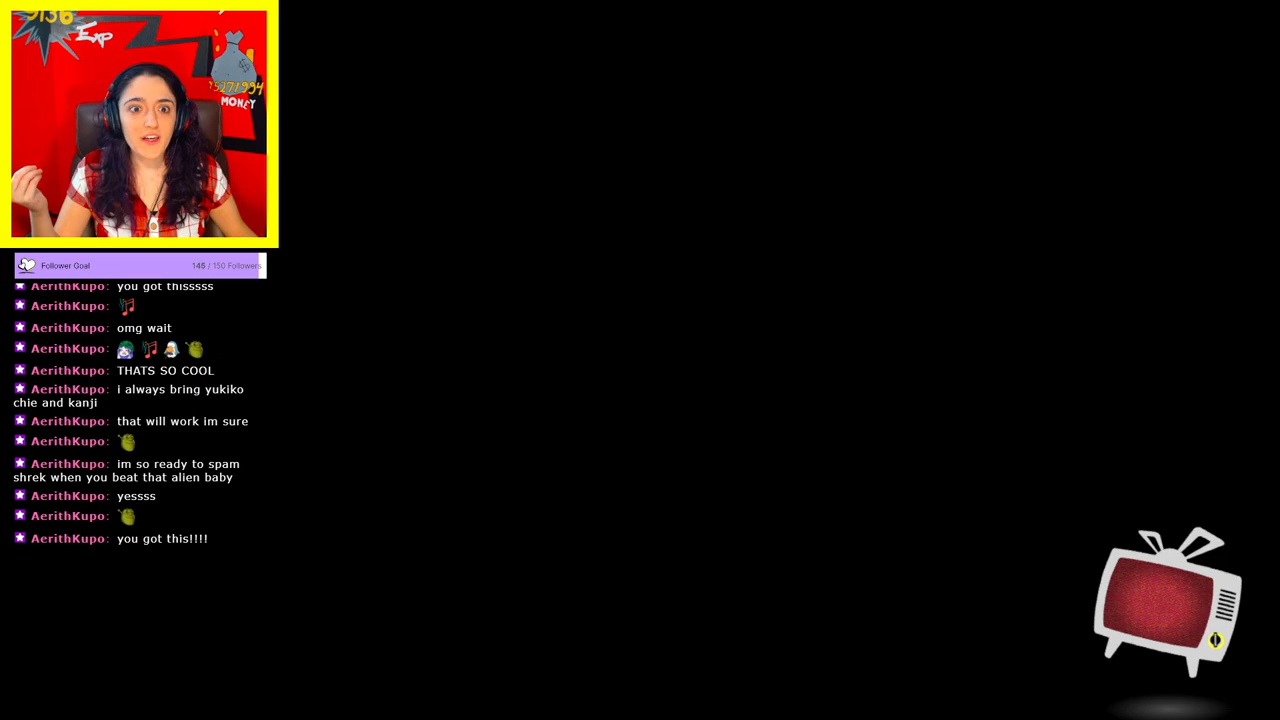 9136
Exp
MONEY
Follower Goal 145 / 150 Followers
AerithKupo: you got thisssss
AerithKupo:
AerithKupo: omg wait
AerithKupo:
AerithKupo: THATS SO COOL
AerithKupo: i always bring yukiko
chie and kanji
AerithKupo: that will work im sure
AerithKupo:
AerithKupo: im so ready to spam
shrek when you beat that alien baby
AerithKupo: yessss
AerithKupo:
AerithKupo: you got this!!!!